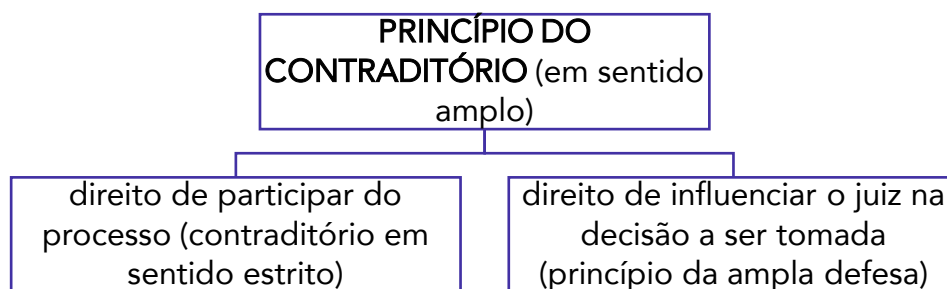 PRINCÍPIO DO
CONTRADITÓRIO (em sentido
amplo)
direito de participar do
processo (contraditório em
sentido estrito)
direito de influenciar o juiz na
decisão a ser tomada
(princípio da ampla defesa)